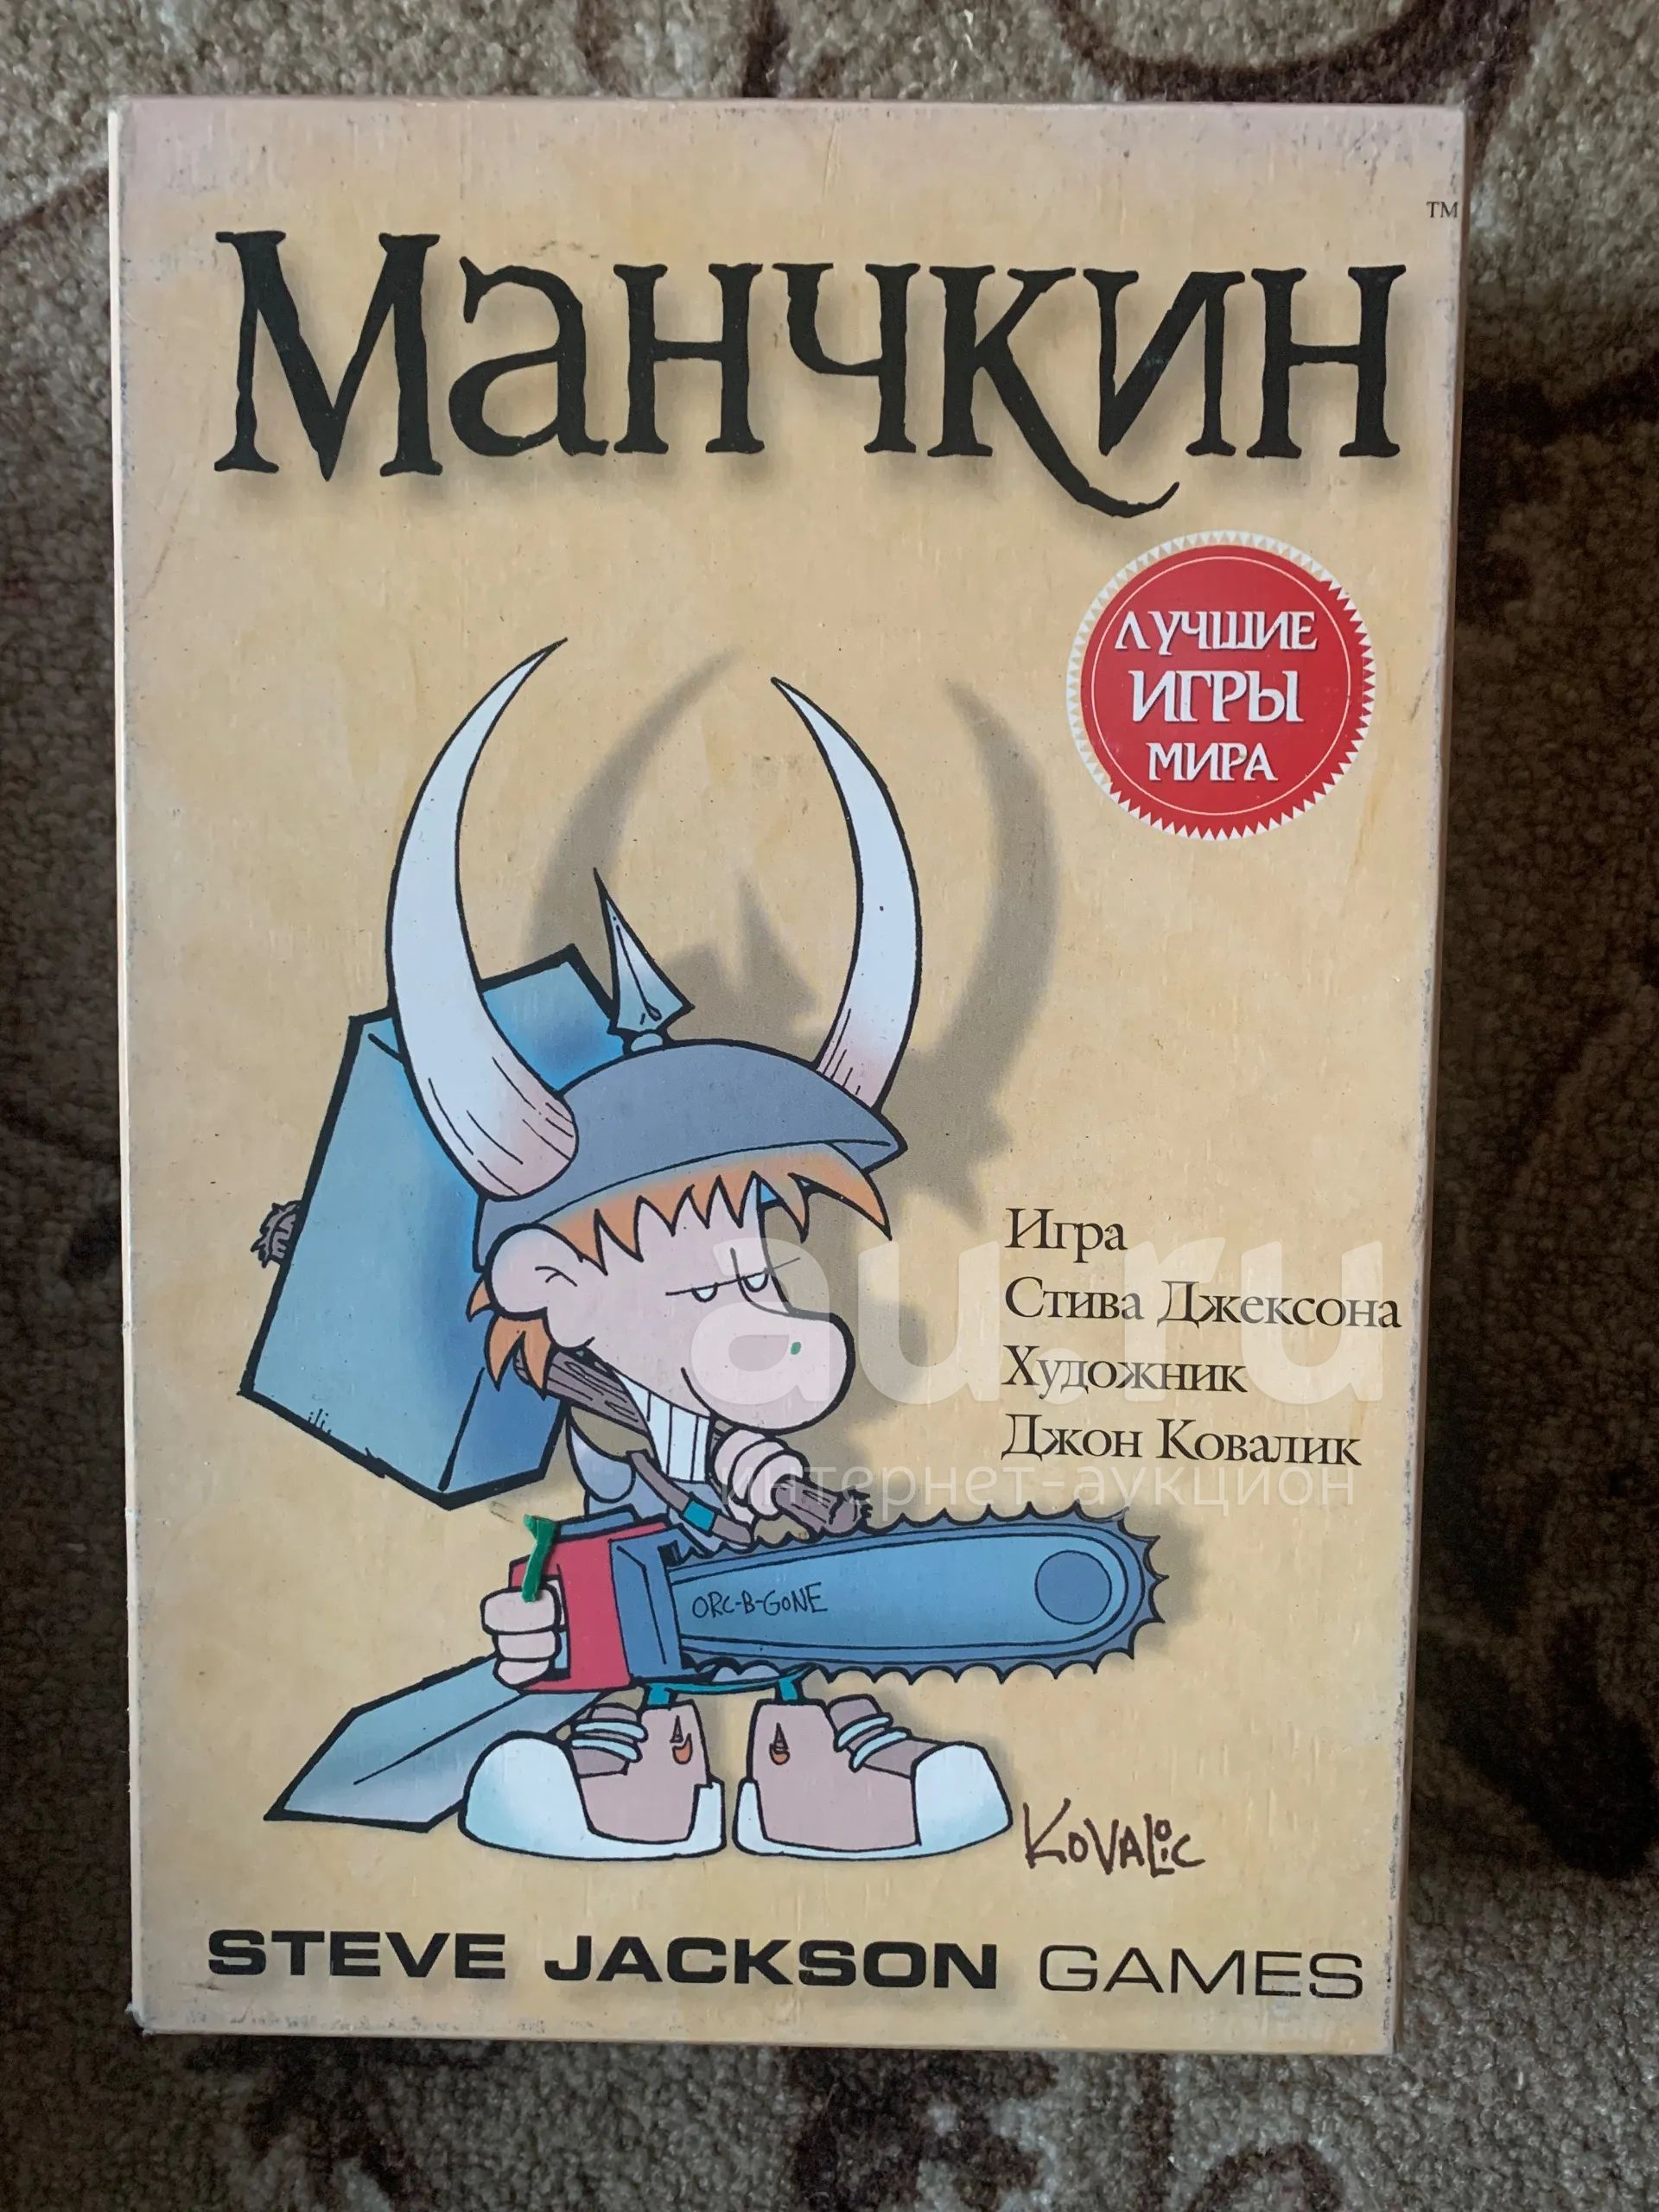 Манчкин
TM
ЛУЧШИЕ
ИГРЫ
МИРА
Игра
Стива Джексона
Художник
Джон Ковалик
au.ru
интернет-аукцион
ORC-B-GONE
KOVALIC
STEVE JACKSON GAMES